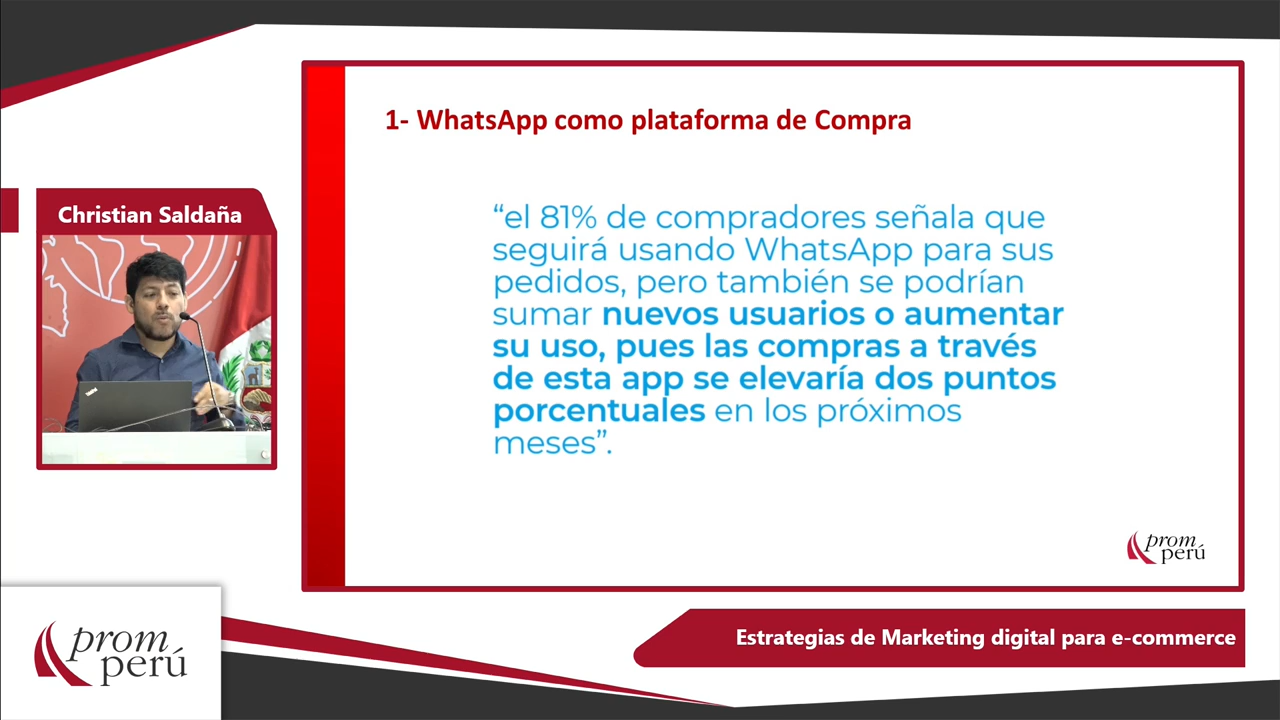 1- WhatsApp como plataforma de Compra
Christian Saldaña
“el 81% de compradores señala que
seguirá usando WhatsApp para sus
pedidos, pero también se podrían
sumar nuevos usuarios o aumentar
su uso, pues las compras a través
de esta app se elevaría dos puntos
porcentuales en los próximos
meses”.
prom
perú
prom
perú
Estrategias de Marketing digital para e-commerce